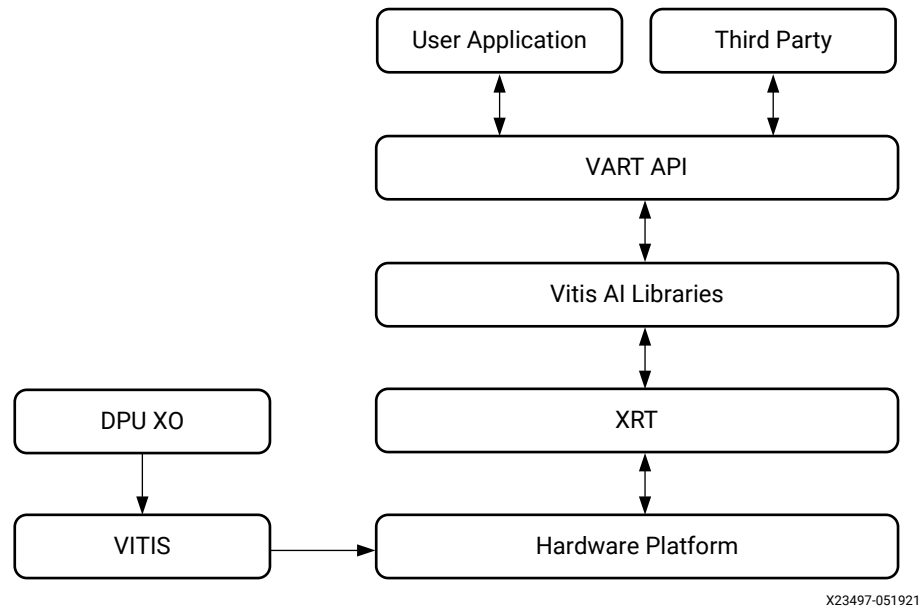 User Application
Third Party
VART API
Vitis AI Libraries
DPU XO
XRT
VITIS
Hardware Platform
X23497-051921